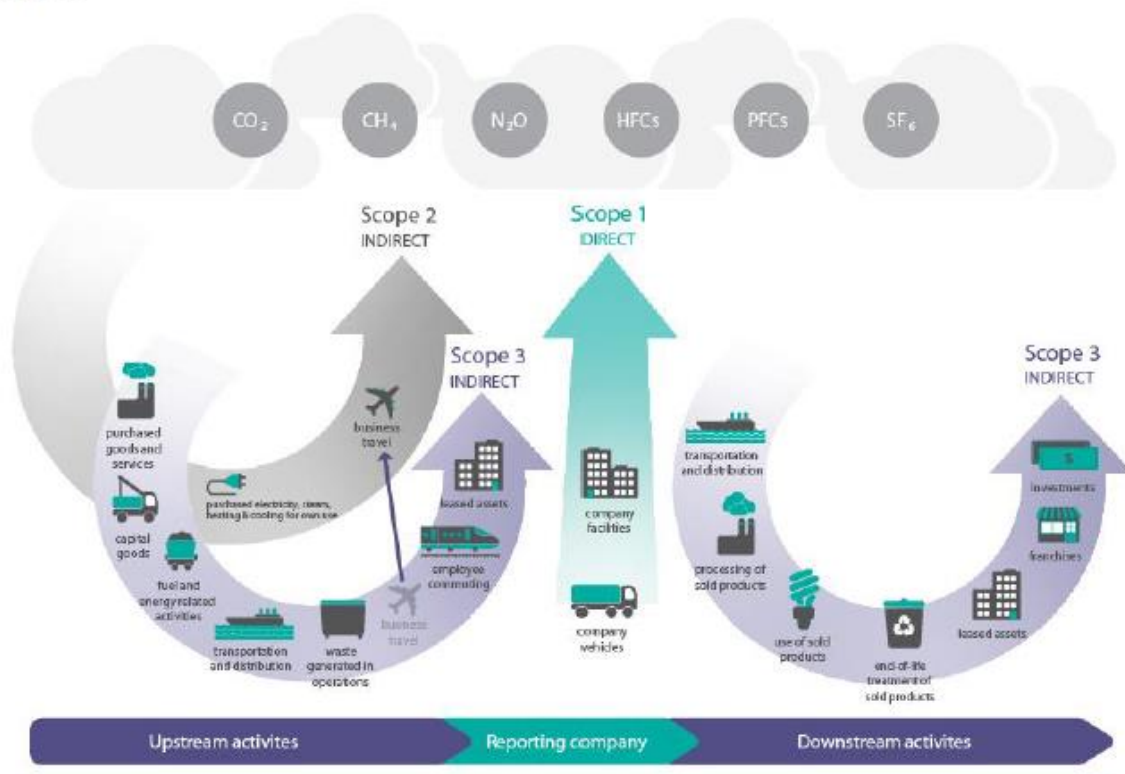 CO₂
CH₄
N₂O
HFCs
PFCs
SF₆
Scope 2
INDIRECT
Scope 1
IDIRECT
Scope 3
INDIRECT
Scope 3
INDIRECT
purchased
goods and
services
capital
goods
fuel and
energy related
activities
transportation
and distribution
waste
generated in
operations
business
travel
employee
commuting
leased assets
purchased electricity, steam,
heating & cooling for own use
business
travel
company
facilities
company
vehicles
transportation
and distribution
processing of
sold products
use of sold
products
end-of-life
treatment of
sold products
leased assets
franchises
investments
$
Upstream activites
Reporting company
Downstream activites